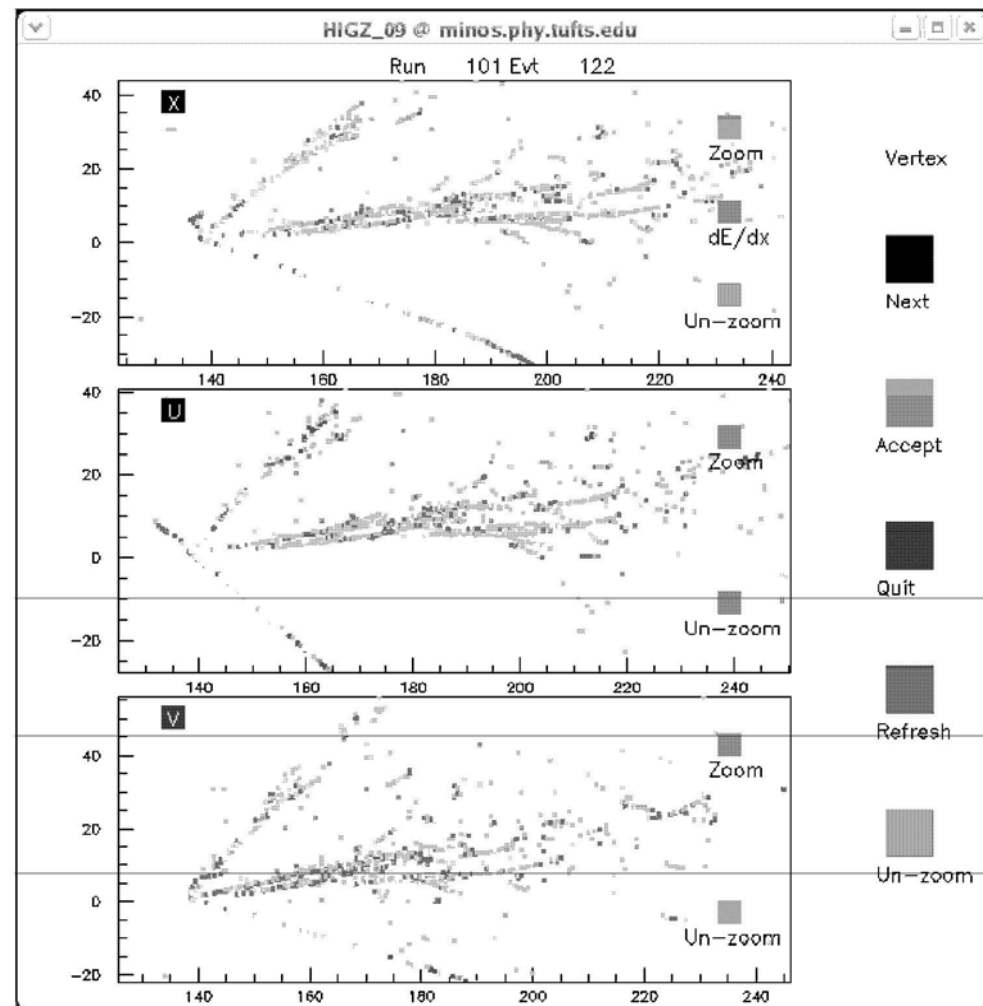 HIGZ_09 @ minos.phy.tufts.edu
Run 101 Evt 122
X
40
20
0
-20
140 160 180 200 220 240
Zoom
dE/dx
Un-zoom
U
40
20
0
-20
140 160 180 200 220 240
Zoom
Un-zoom
V
40
20
0
-20
140 160 180 200 220 240
Zoom
Un-zoom
Vertex
Next
Accept
Quit
Refresh
Un-zoom